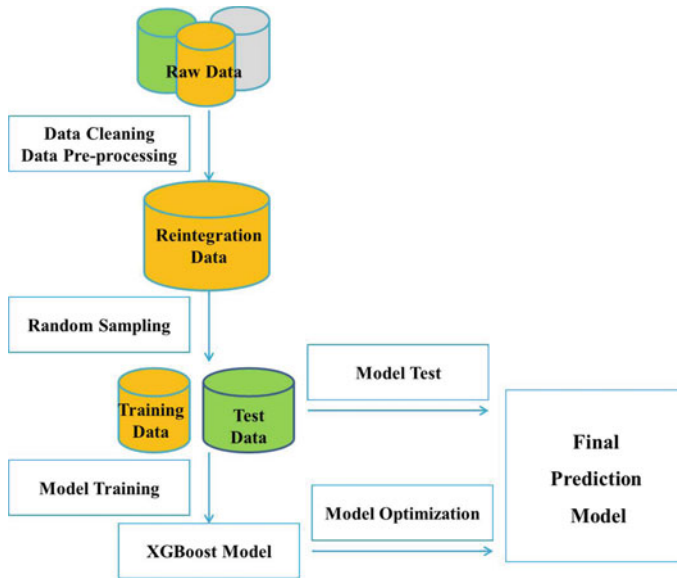 Raw Data
Data Cleaning
Data Pre-processing
Reintegration
Data
Random Sampling
Model Test
Training
Data
Test
Data
Final
Prediction
Model
Model Training
Model Optimization
XGBoost Model